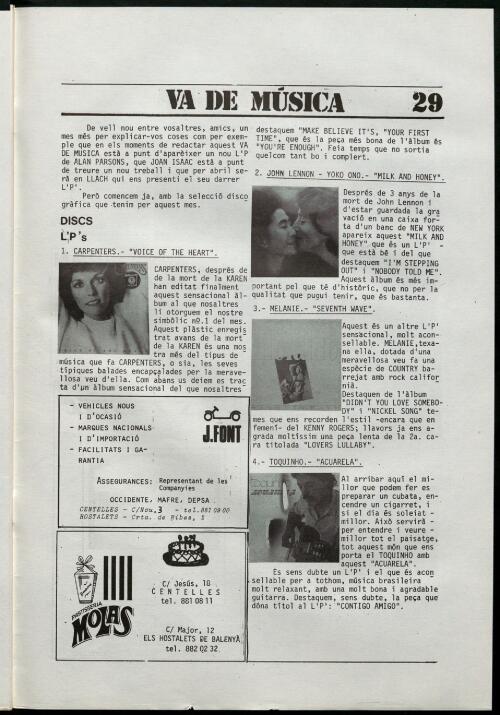 VA DE MÚSICA 29
De vell nou entre vosaltres, amics, un
mes més per explicar-vos coses com per exem-
ple que en els moments de redactar aquest VA
DE MUSICA està a punt d'aparèixer un nou L'P
de ALAN PARSONS, que JOAN ISAAC està a punt
de treure un nou treball i que per abril se-
rà en LLACH qui ens presenti el seu darrer
L'P'.
Però comencem ja, amb la selecció disco
gràfica que tenim per aquest mes.
DISCS
L'P's
1. CARPENTERS.- "VOICE OF THE HEART".
CARPENTERS, després de
de la mort de la KAREN
han editat finalment
aquest sensacional àl-
bum al que nosaltres
li otorguem el nostre
simbòlic nº.1 del mes.
Aquest plàstic enregis
trat avans de la mort
de la KAREN és una mos
tra més del tipus de
música que fa CARPENTERS, o sia, les seves
típiques balades encapçalades per la merave-
llosa veu d'ella. Com abans us deiem es trac
ta d'un àlbum sensacional del que nosaltres
- VEHICLES NOUS
I D'OCASIÓ
- MARQUES NACIONALS
I D'IMPORTACIÓ
- FACILITATS I GA-
RANTIA
J.FONT
ASSEGURANCES: Representant de les
Companyies
OCCIDENTE, MAFRE, DEPSA
CENTELLES - C/Nou, 3 - tel. 881 09 00
HOSTALETS - Crta. de Ribes, 2
PASTISSERIA
MOLAS
C/ Jesús, 18
CENTELLES
tel. 881 08 11
C/ Major, 12
ELS HOSTALETS DE BALENYÀ
tel. 882 02 32
destaquem "MAKE BELIEVE IT'S, "YOUR FIRST
TIME", que és la peça més bona de l'àlbum és
"YOU'RE ENOUGH". Feia temps que no sortia
quelcom tant bo i complert.
2. JOHN LENNON - YOKO ONO.- "MILK AND HONEY".
Després de 3 anys de la
mort de John Lennon i
d'estar guardada la gra
vació en una caixa for-
ta d'un banc de NEW YORK
apareix aquest "MILK AND
HONEY" que és un L'P' -
que està bé i del que
destaquem "I'M STEPPING
OUT" i "NOBODY TOLD ME".
Aquest àlbum és més im-
portant pel que té d'històric, que no per la
qualitat que pugui tenir, que és bastanta.
3.- MELANIE.- "SEVENTH WAVE".
Aquest és un altre L'P'
sensacional, molt acon-
sellable. MELANIE, texa-
na ella, dotada d'una
meravellosa veu fa una
espècie de COUNTRY ba-
rrejat amb rock califor
nià.
Destaquem de l'àlbum
"DIDN'T YOU LOVE SOMEBO-
DY" i "NICKEL SONG" te-
mes que ens recorden l'estil -encara que en
femení- del KENNY ROGERS; llavors ja ens a-
grada moltíssim una peça lenta de la 2a. ca-
ra titolada "LOVERS LULLABY".
4.- TOQUINHO.- "ACUARELA".
Al arribar aquí el mi-
llor que podem fer es
preparar un cubata, en-
cendre un cigarret, i
si el dia és soleiat -
millor. Això servirà -
per entendre i veure -
millor tot el paisatge,
tot aquest món que ens
porta el TOQUINHO amb
aquest "ACUARELA".
Es sens dubte un L'P' i el que és acon
sellable per a tothom, música brasilera
molt relaxant, amb una molt bona i agradable
guitarra. Destaquem, sens dubte, la peça que
dóna títol al L'P': "CONTIGO AMIGO".